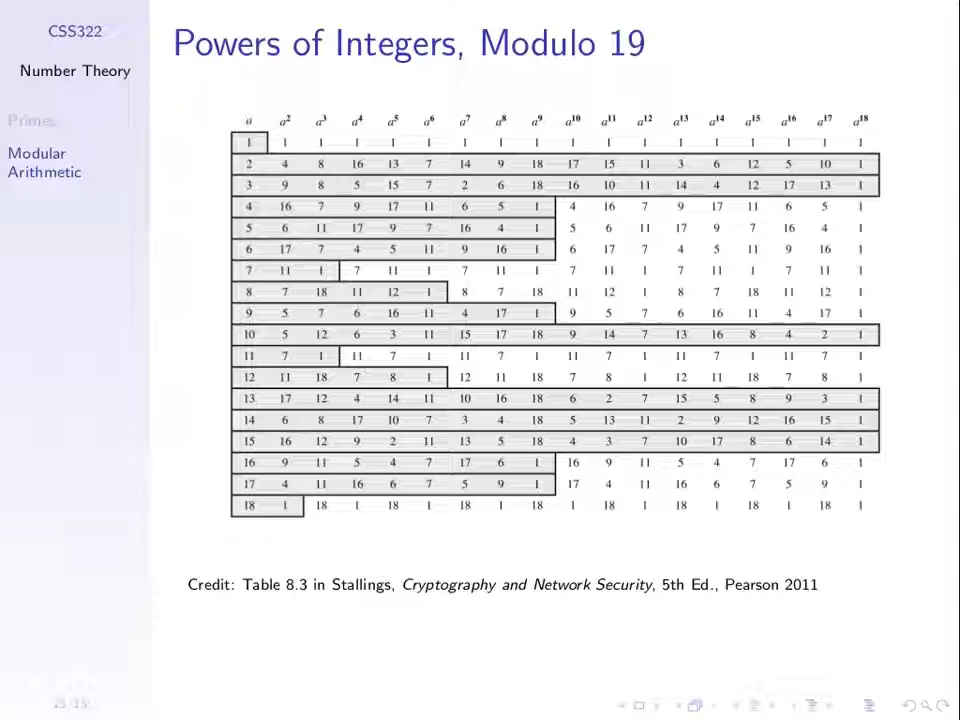 CSS322
Number Theory
Primes
Modular
Arithmetic
Powers of Integers, Modulo 19
a a² a³ a⁴ a⁵ a⁶ a⁷ a⁸ a⁹ a¹⁰ a¹¹ a¹² a¹³ a¹⁴ a¹⁵ a¹⁶ a¹⁷ a¹⁸
1 1 1 1 1 1 1 1 1 1 1 1 1 1 1 1 1 1
2 4 8 16 13 7 14 9 18 17 15 11 3 6 12 5 10 1
3 9 8 5 15 7 2 6 18 16 10 11 14 4 12 17 13 1
4 16 7 9 17 11 6 5 1 4 16 7 9 17 11 6 5 1
5 6 11 17 9 7 16 4 1 5 6 11 17 9 7 16 4 1
6 17 7 4 5 11 9 16 1 6 17 7 4 5 11 9 16 1
7 11 1 7 11 1 7 11 1 7 11 1 7 11 1 7 11 1
8 7 18 11 12 1 8 7 18 11 12 1 8 7 18 11 12 1
9 5 7 6 16 11 4 17 1 9 5 7 6 16 11 4 17 1
10 5 12 6 3 11 15 17 18 9 14 7 13 16 8 4 2 1
11 7 1 11 7 1 11 7 1 11 7 1 11 7 1 11 7 1
12 11 18 7 8 1 12 11 18 7 8 1 12 11 18 7 8 1
13 17 12 4 14 11 10 16 18 6 2 7 15 5 8 9 3 1
14 6 8 17 10 7 3 4 18 5 13 11 2 9 12 16 15 1
15 16 12 9 2 11 13 5 18 4 3 7 10 17 8 6 14 1
16 9 11 5 4 7 17 6 1 16 9 11 5 4 7 17 6 1
17 4 11 16 6 7 5 9 1 17 4 11 16 6 7 5 9 1
18 1 18 1 18 1 18 1 18 1 18 1 18 1 18 1 18 1
Credit: Table 8.3 in Stallings, Cryptography and Network Security, 5th Ed., Pearson 2011